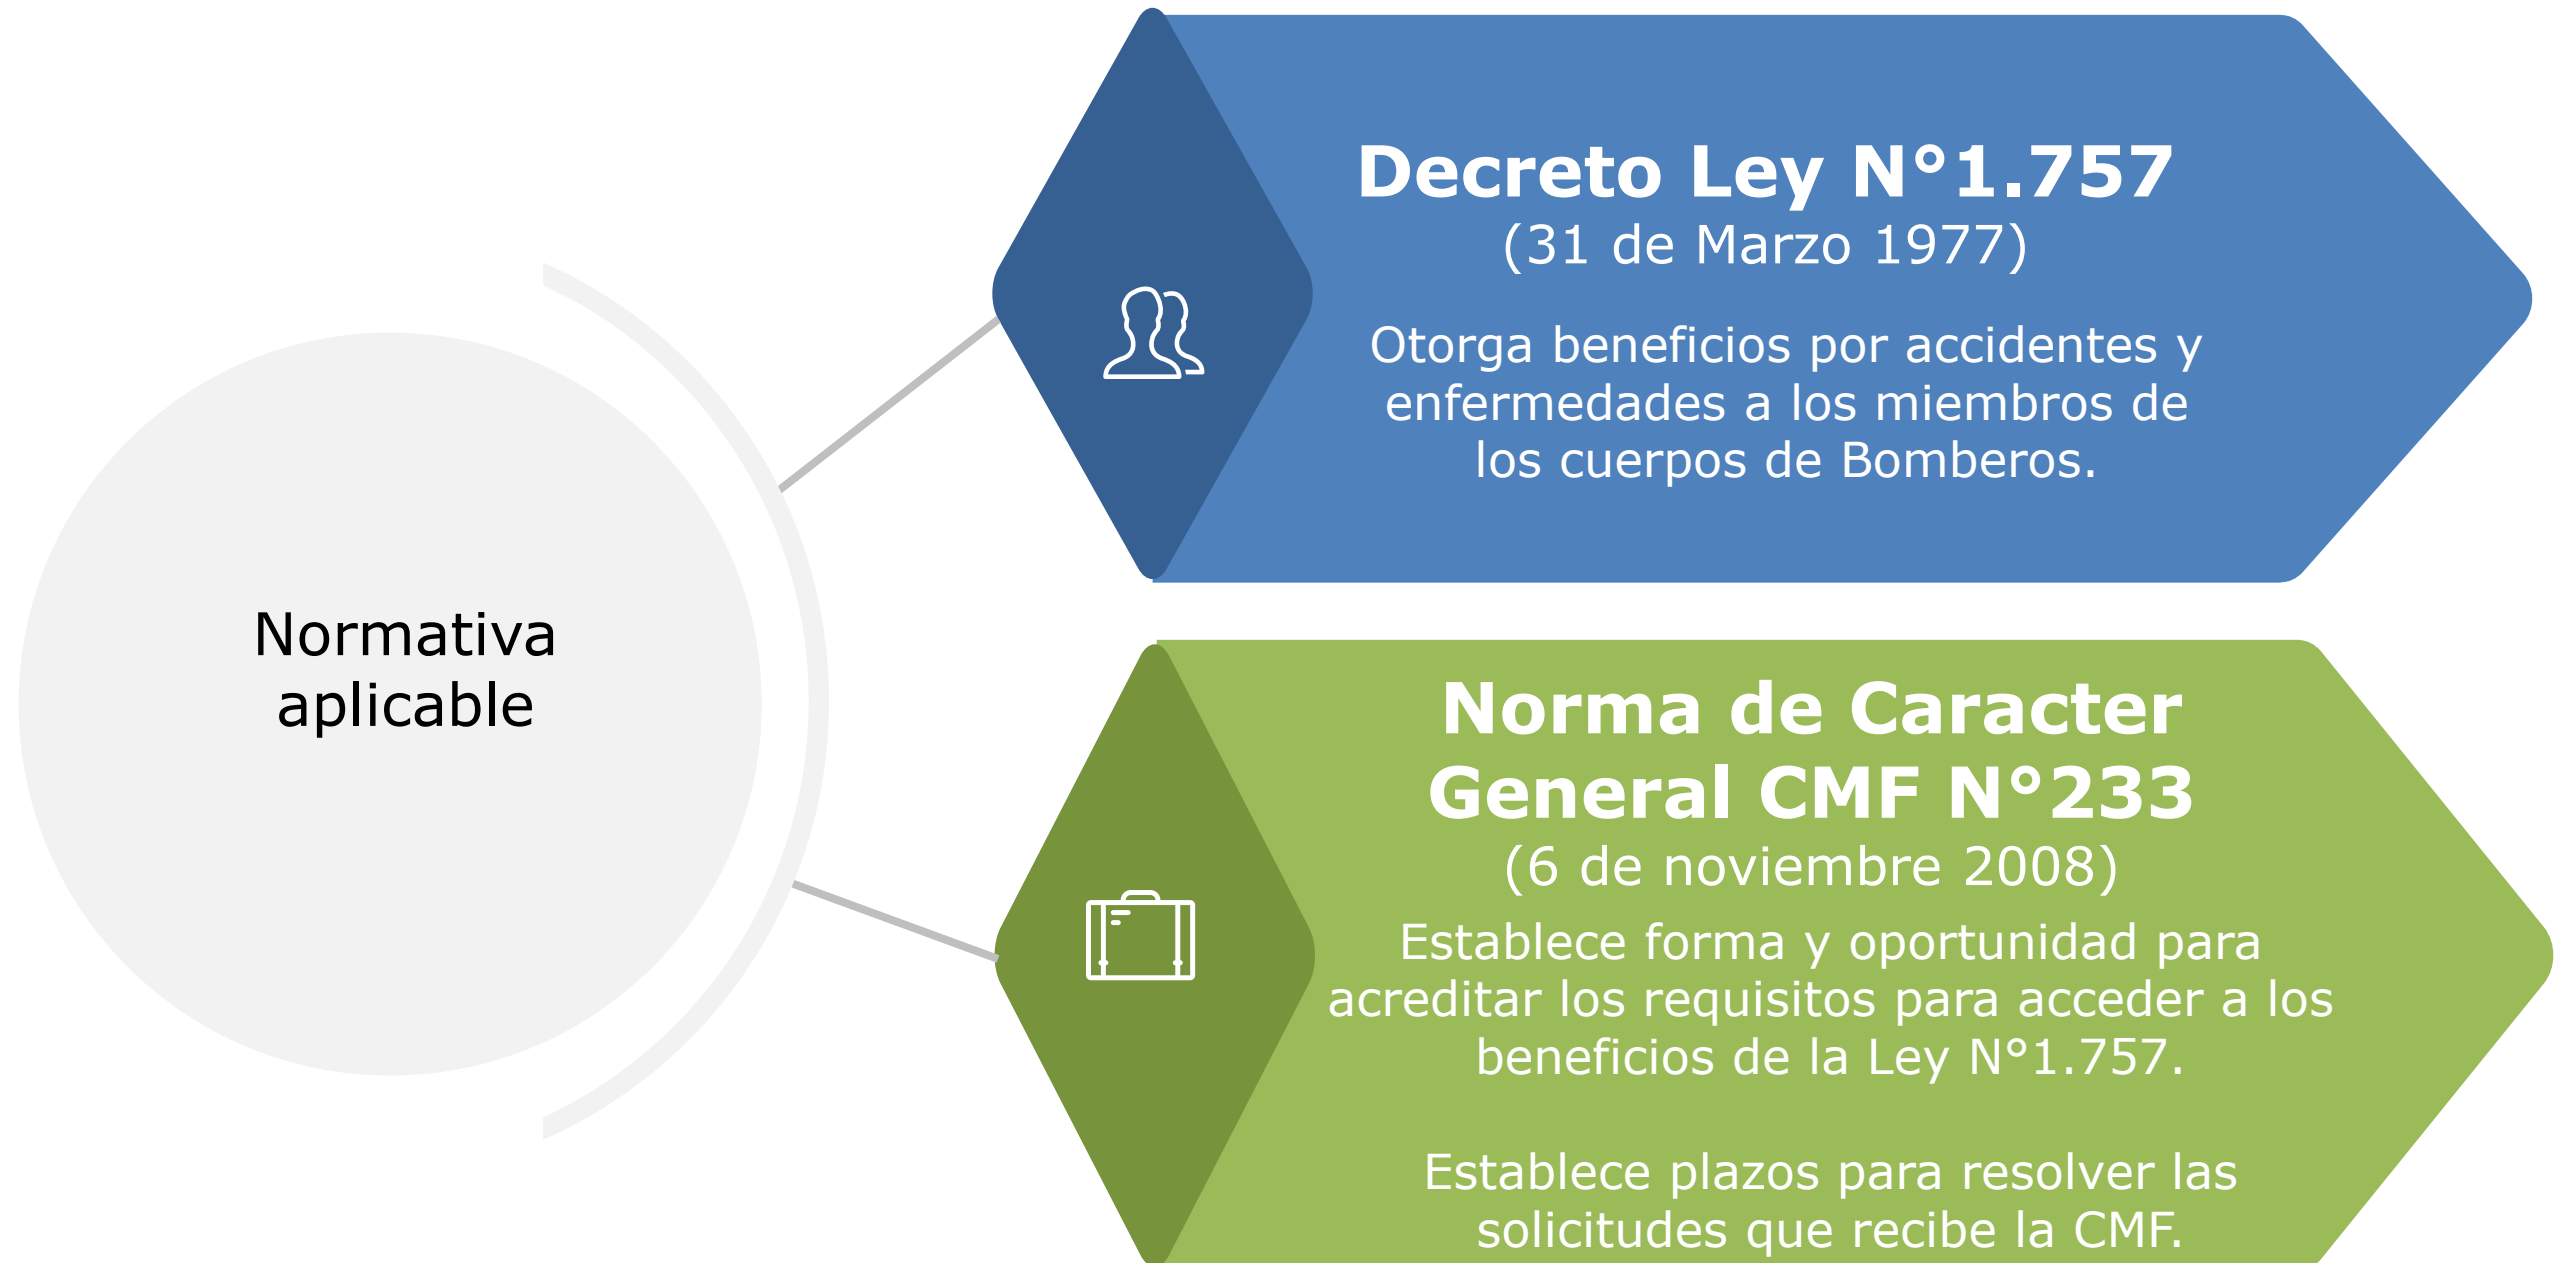 Normativa
aplicable
Decreto Ley N°1.757
(31 de Marzo 1977)
Otorga beneficios por accidentes y
enfermedades a los miembros de
los cuerpos de Bomberos.
Norma de Caracter
General CMF N°233
(6 de noviembre 2008)
Establece forma y oportunidad para
acreditar los requisitos para acceder a los
beneficios de la Ley N°1.757.
Establece plazos para resolver las
solicitudes que recibe la CMF.